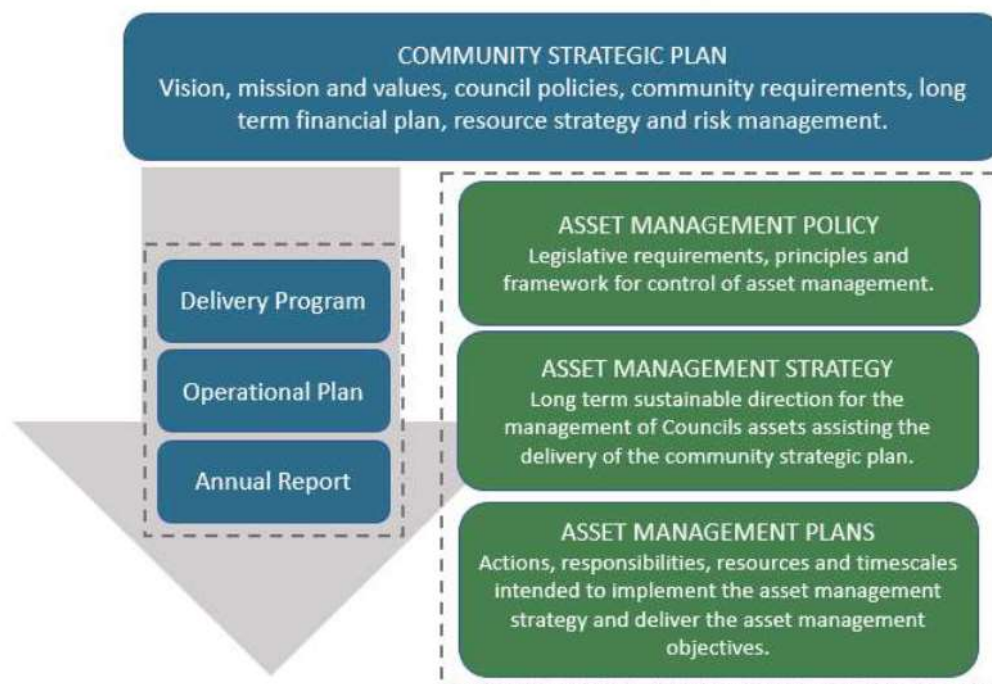 COMMUNITY STRATEGIC PLAN
Vision, mission and values, council policies, community requirements, long
term financial plan, resource strategy and risk management.
Delivery Program
Operational Plan
Annual Report
ASSET MANAGEMENT POLICY
Legislative requirements, principles and
framework for control of asset management.
ASSET MANAGEMENT STRATEGY
Long term sustainable direction for the
management of Councils assets assisting the
delivery of the community strategic plan.
ASSET MANAGEMENT PLANS
Actions, responsibilities, resources and timescales
intended to implement the asset management
strategy and deliver the asset management
objectives.